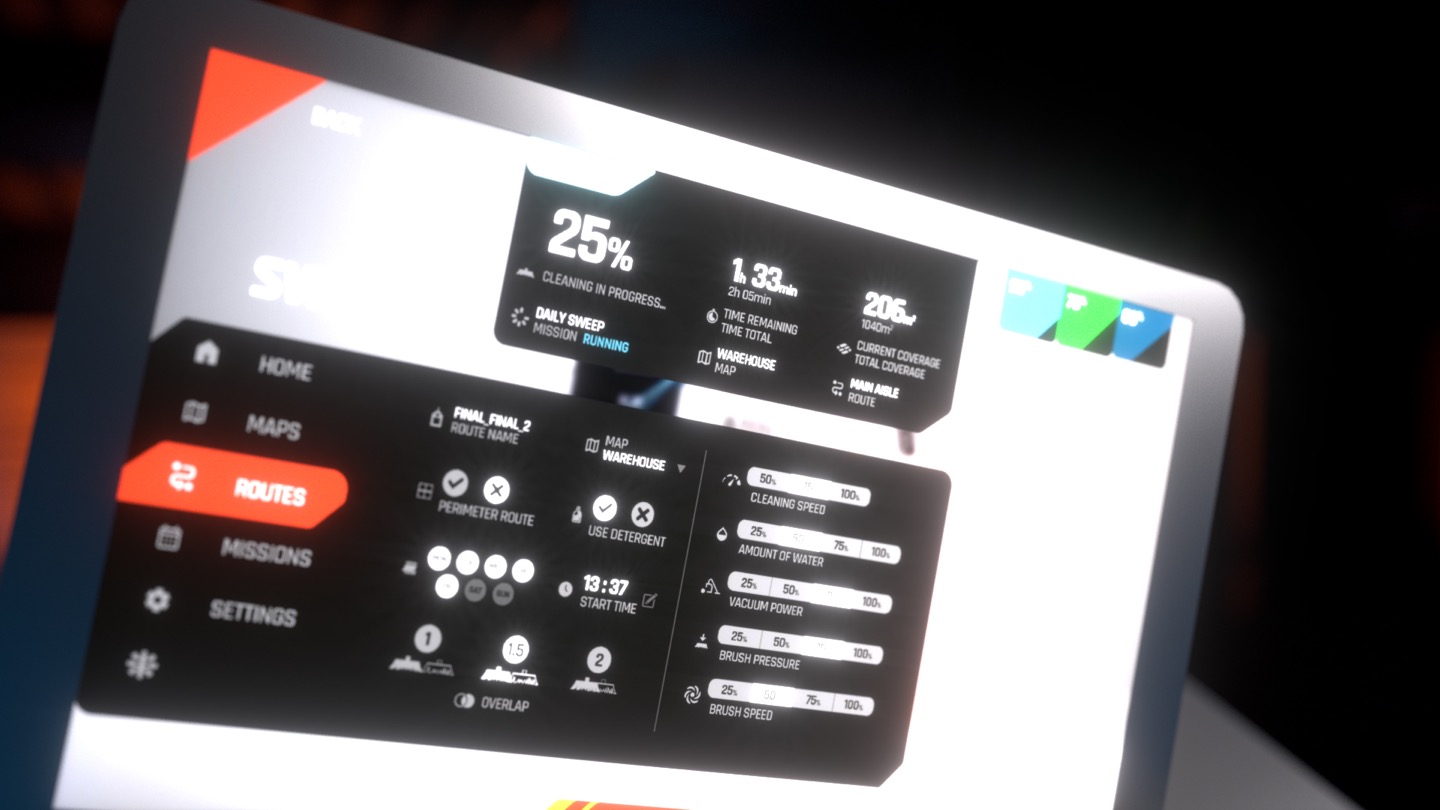 BACK
25%
CLEANING IN PROGRESS...
DAILY SWEEP
MISSION RUNNING
1h 33min
2h 05min
TIME REMAINING
TIME TOTAL
WAREHOUSE
MAP
206m²
1040m²
CURRENT COVERAGE
TOTAL COVERAGE
MAIN AISLE
ROUTE
HOME
MAPS
ROUTES
MISSIONS
SETTINGS
FINAL_FINAL_2
ROUTE NAME
MAP
WAREHOUSE
PERIMETER ROUTE
USE DETERGENT
SAT SUN
13:37
START TIME
1
1.5
2
OVERLAP
50% 100%
CLEANING SPEED
25% 50 75% 100%
AMOUNT OF WATER
25% 50% 100%
VACUUM POWER
25% 50% 100%
BRUSH PRESSURE
25% 50 75% 100%
BRUSH SPEED